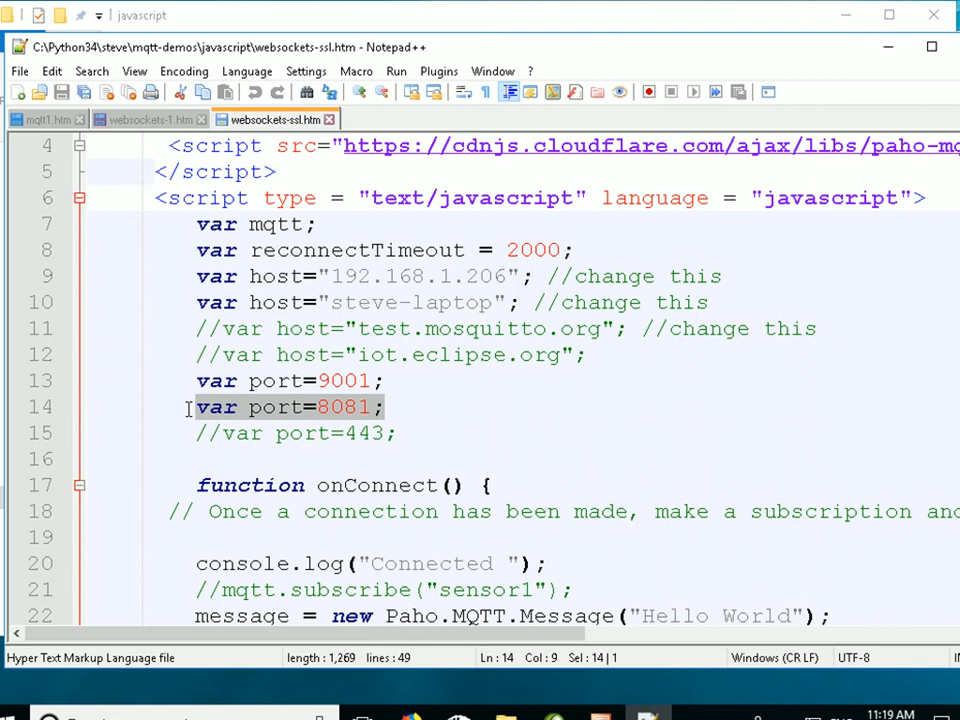 javascript
C:\Python34\steve\mqtt-demos\javascript\websockets-ssl.htm - Notepad++
File Edit Search View Encoding Language Settings Macro Run Plugins Window ?
mqtt1.htm websockets-1.htm websockets-ssl.htm
4 <script src="https://cdnjs.cloudflare.com/ajax/libs/paho-mq
5 </script>
6 <script type = "text/javascript" language = "javascript">
7 var mqtt;
8 var reconnectTimeout = 2000;
9 var host="192.168.1.206"; //change this
10 var host="steve-laptop"; //change this
11 //var host="test.mosquitto.org"; //change this
12 //var host="iot.eclipse.org";
13 var port=9001;
14 var port=8081;
15 //var port=443;
16
17 function onConnect() {
18 // Once a connection has been made, make a subscription and
19
20 console.log("Connected ");
21 //mqtt.subscribe("sensor1");
22 message = new Paho.MQTT.Message("Hello World");
Hyper Text Markup Language file length : 1,269 lines : 49 Ln : 14 Col : 9 Sel : 14 | 1 Windows (CR LF) UTF-8 IN
11:19 AM